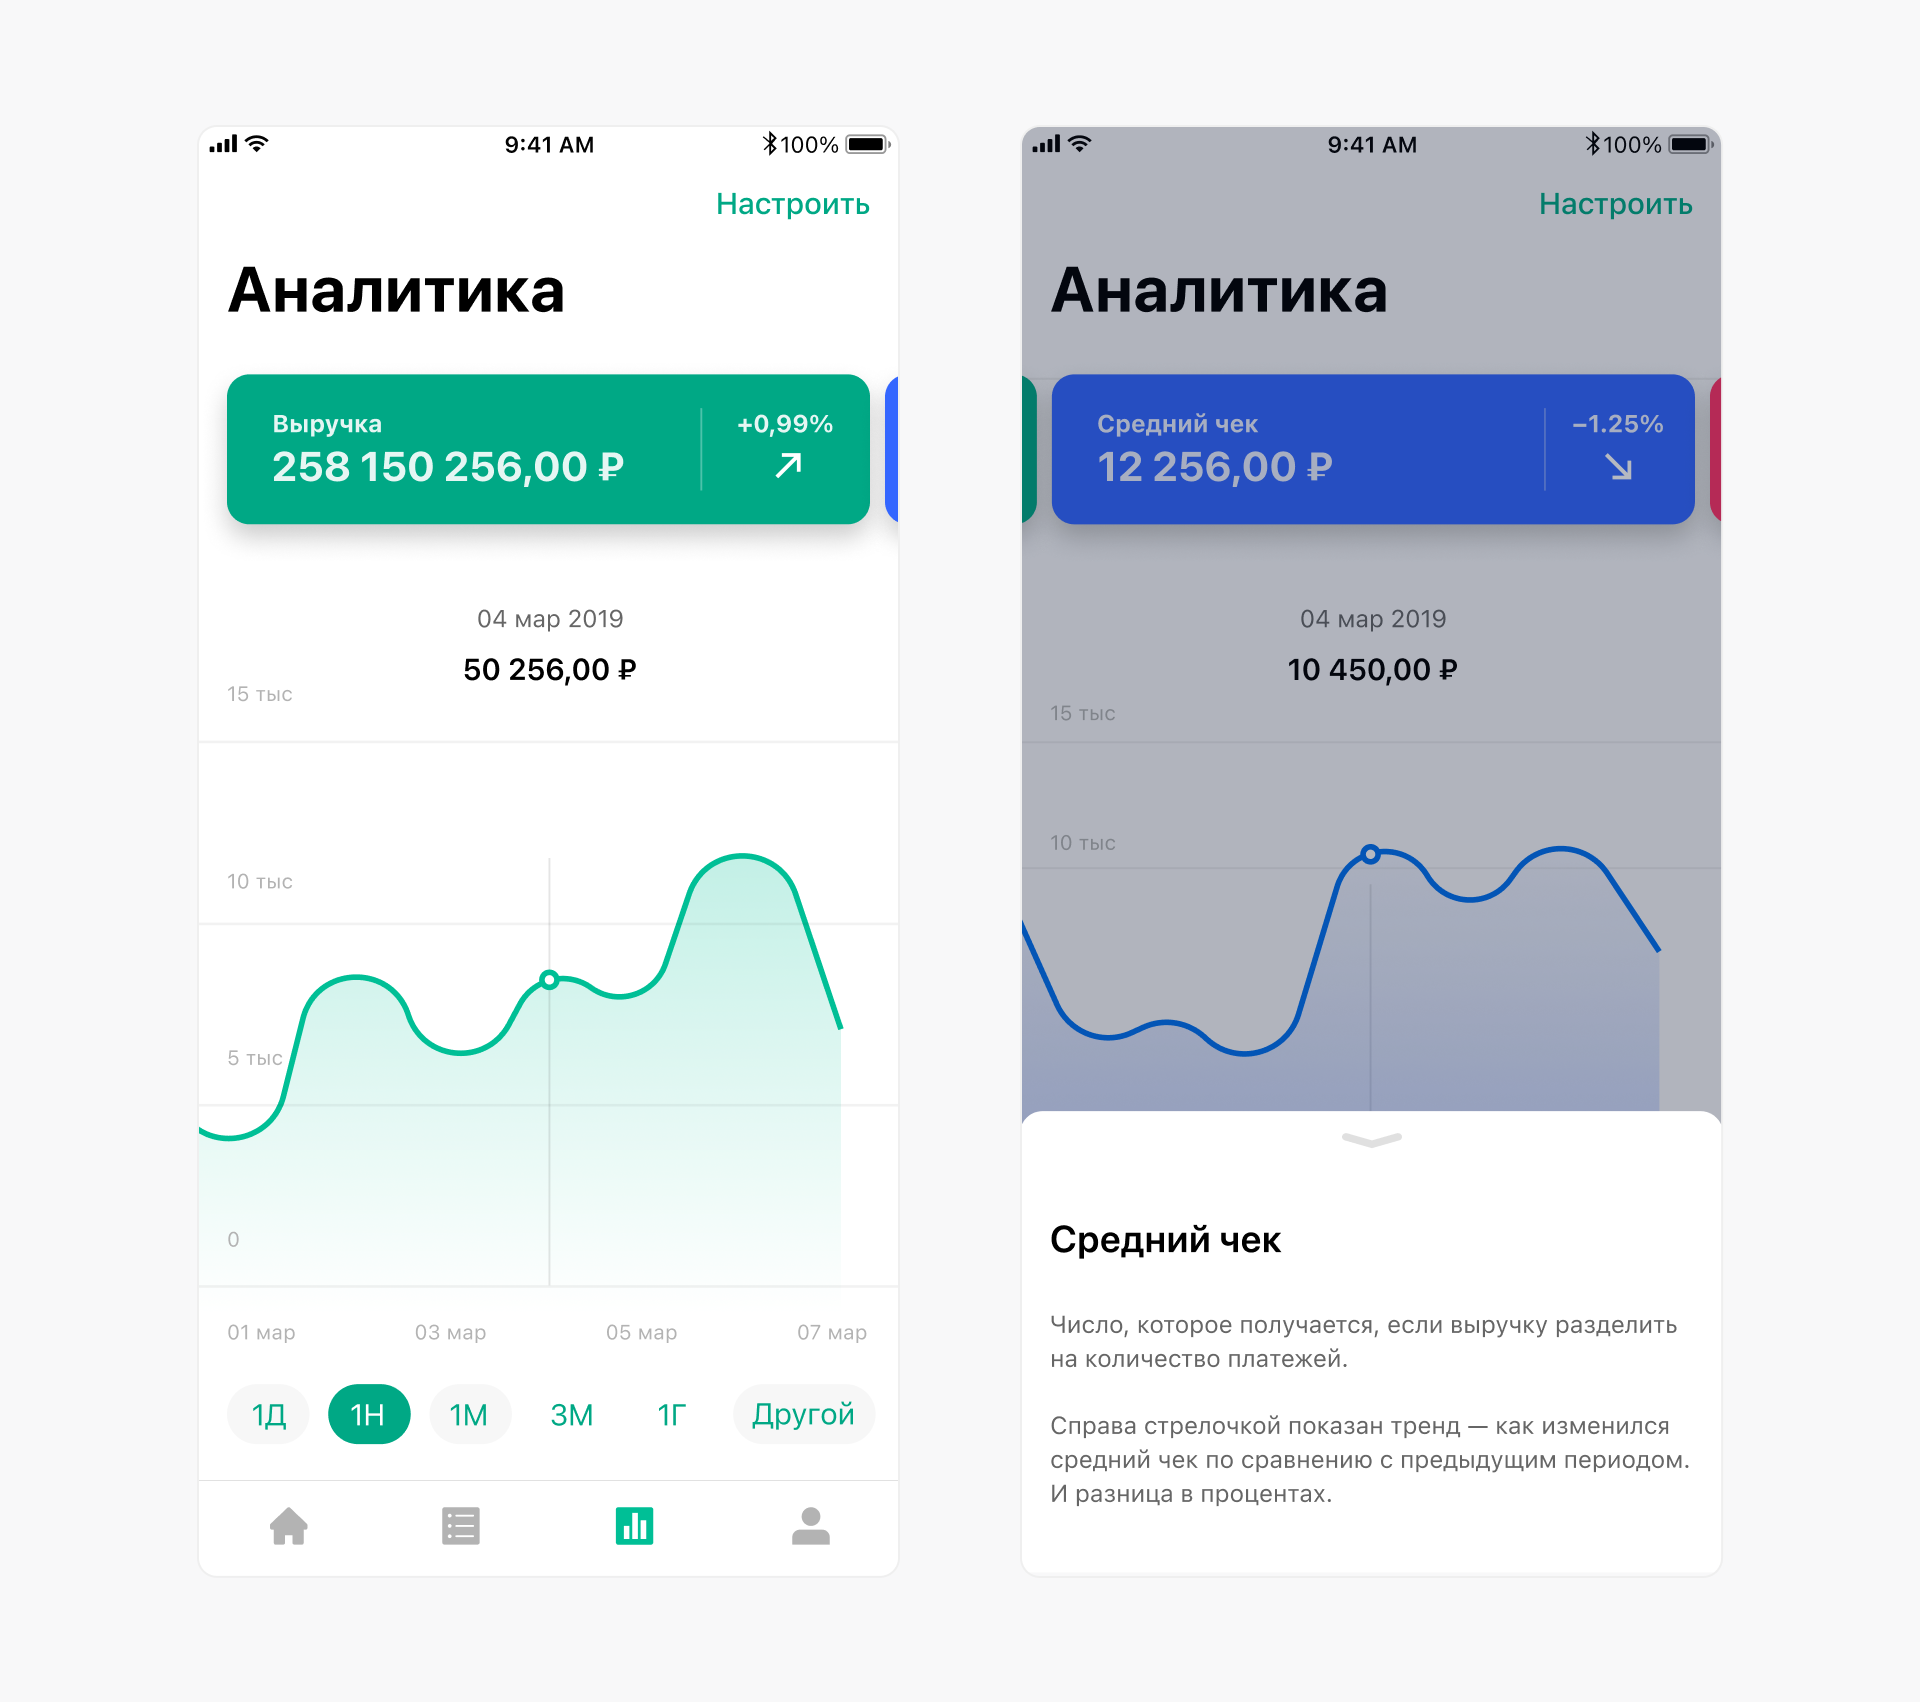 9:41 AM
100%
Настроить
Аналитика
Выручка
+0,99%
258 150 256,00 ₽
04 мар 2019
50 256,00 ₽
15 тыс
10 тыс
5 тыс
0
01 мар
03 мар
05 мар
07 мар
1Д
1Н
1М
3М
1Г
Другой
9:41 AM
100%
Настроить
Аналитика
Средний чек
−1.25%
12 256,00 ₽
04 мар 2019
10 450,00 ₽
15 тыс
10 тыс
Средний чек
Число, которое получается, если выручку разделить
на количество платежей.
Справа стрелочкой показан тренд — как изменился
средний чек по сравнению с предыдущим периодом.
И разница в процентах.